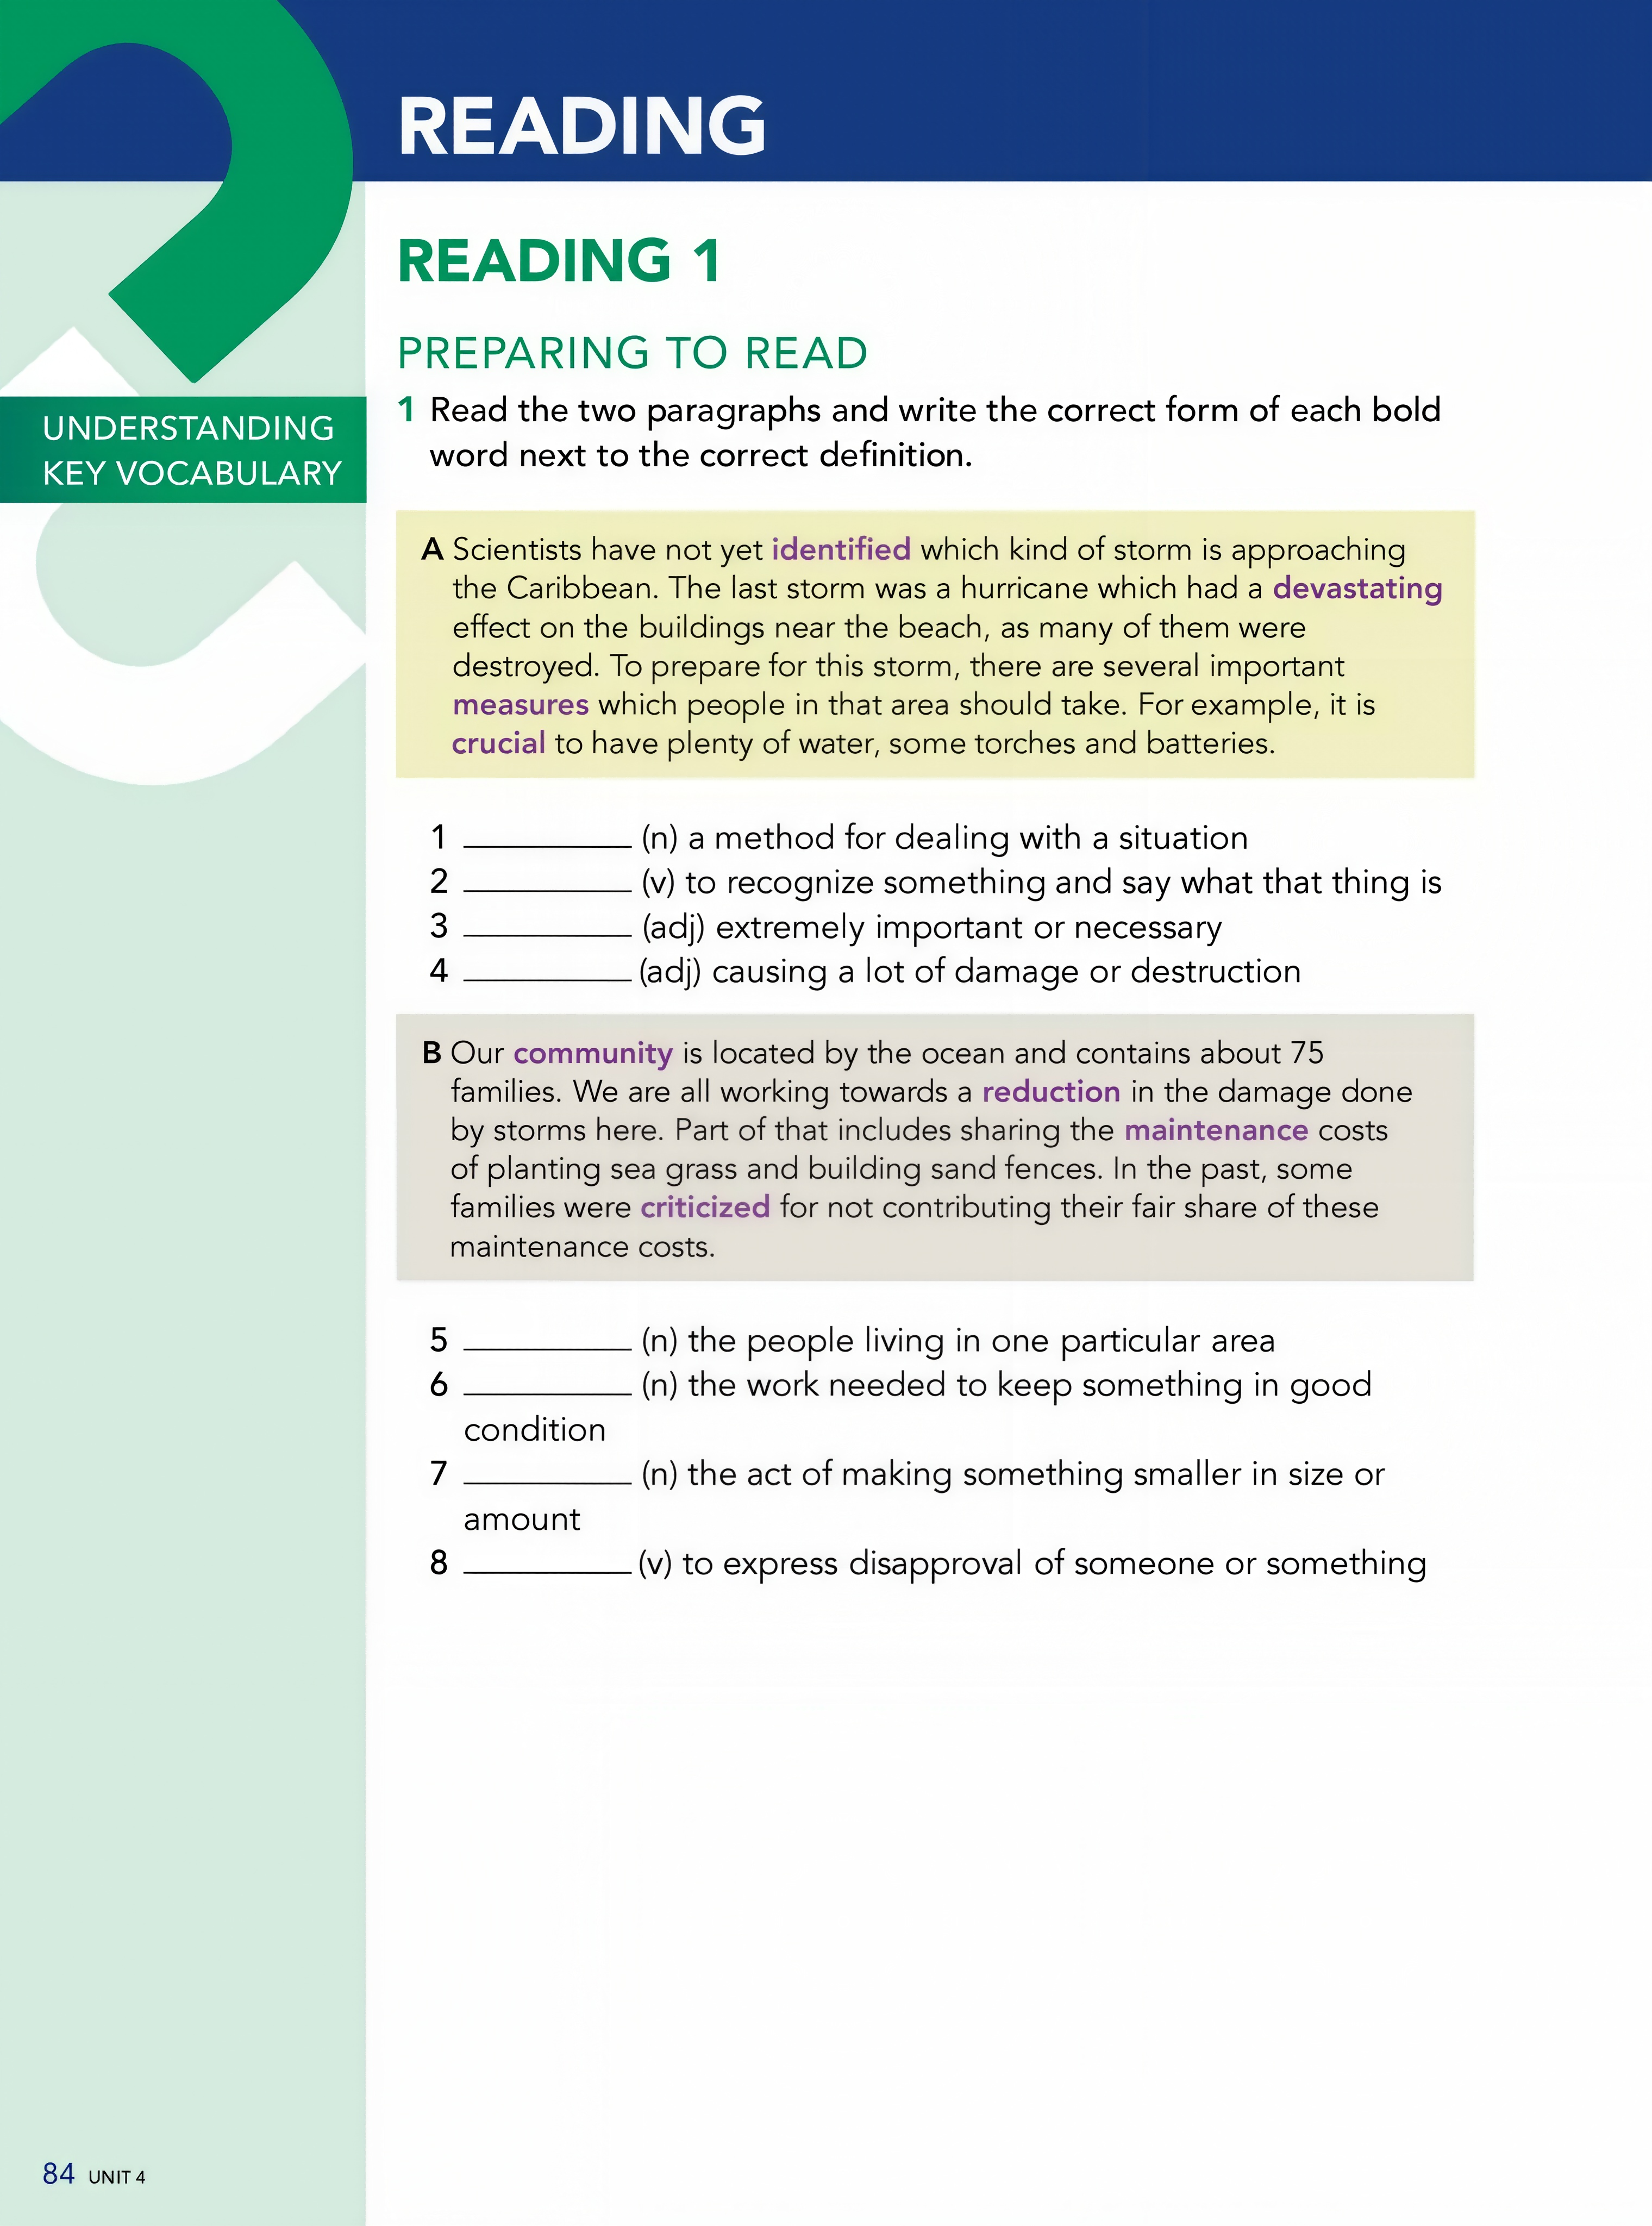 READING
READING 1
PREPARING TO READ
UNDERSTANDING
KEY VOCABULARY
1 Read the two paragraphs and write the correct form of each bold
word next to the correct definition.
A Scientists have not yet identified which kind of storm is approaching
the Caribbean. The last storm was a hurricane which had a devastating
effect on the buildings near the beach, as many of them were
destroyed. To prepare for this storm, there are several important
measures which people in that area should take. For example, it is
crucial to have plenty of water, some torches and batteries.
1 __________ (n) a method for dealing with a situation
2 __________ (v) to recognize something and say what that thing is
3 __________ (adj) extremely important or necessary
4 __________ (adj) causing a lot of damage or destruction
B Our community is located by the ocean and contains about 75
families. We are all working towards a reduction in the damage done
by storms here. Part of that includes sharing the maintenance costs
of planting sea grass and building sand fences. In the past, some
families were criticized for not contributing their fair share of these
maintenance costs.
5 __________ (n) the people living in one particular area
6 __________ (n) the work needed to keep something in good
condition
7 __________ (n) the act of making something smaller in size or
amount
8 __________ (v) to express disapproval of someone or something
84 UNIT 4